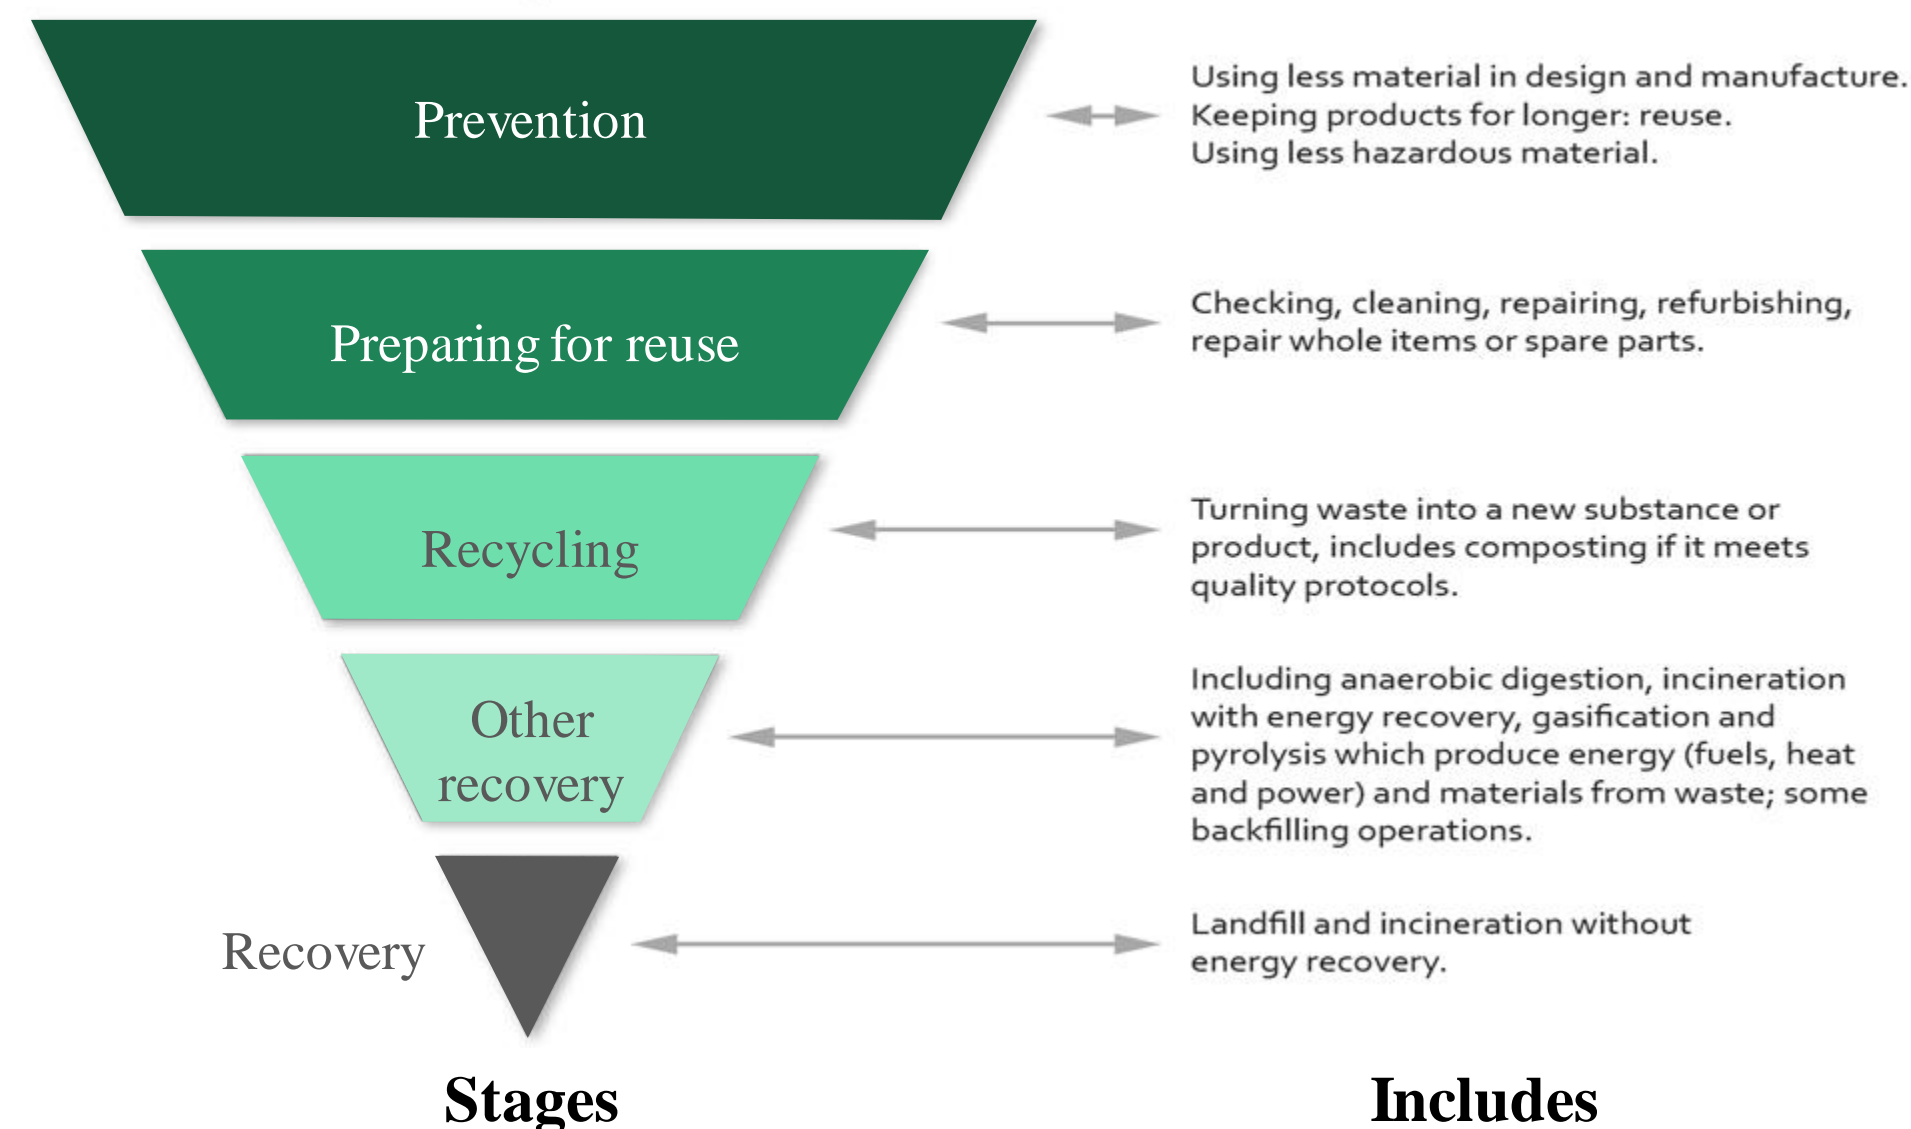 Prevention
Using less material in design and manufacture.
Keeping products for longer: reuse.
Using less hazardous material.
Preparing for reuse
Checking, cleaning, repairing, refurbishing,
repair whole items or spare parts.
Recycling
Turning waste into a new substance or
product, includes composting if it meets
quality protocols.
Other
recovery
Including anaerobic digestion, incineration
with energy recovery, gasification and
pyrolysis which produce energy (fuels, heat
and power) and materials from waste; some
backfilling operations.
Recovery
Landfill and incineration without
energy recovery.
Stages
Includes